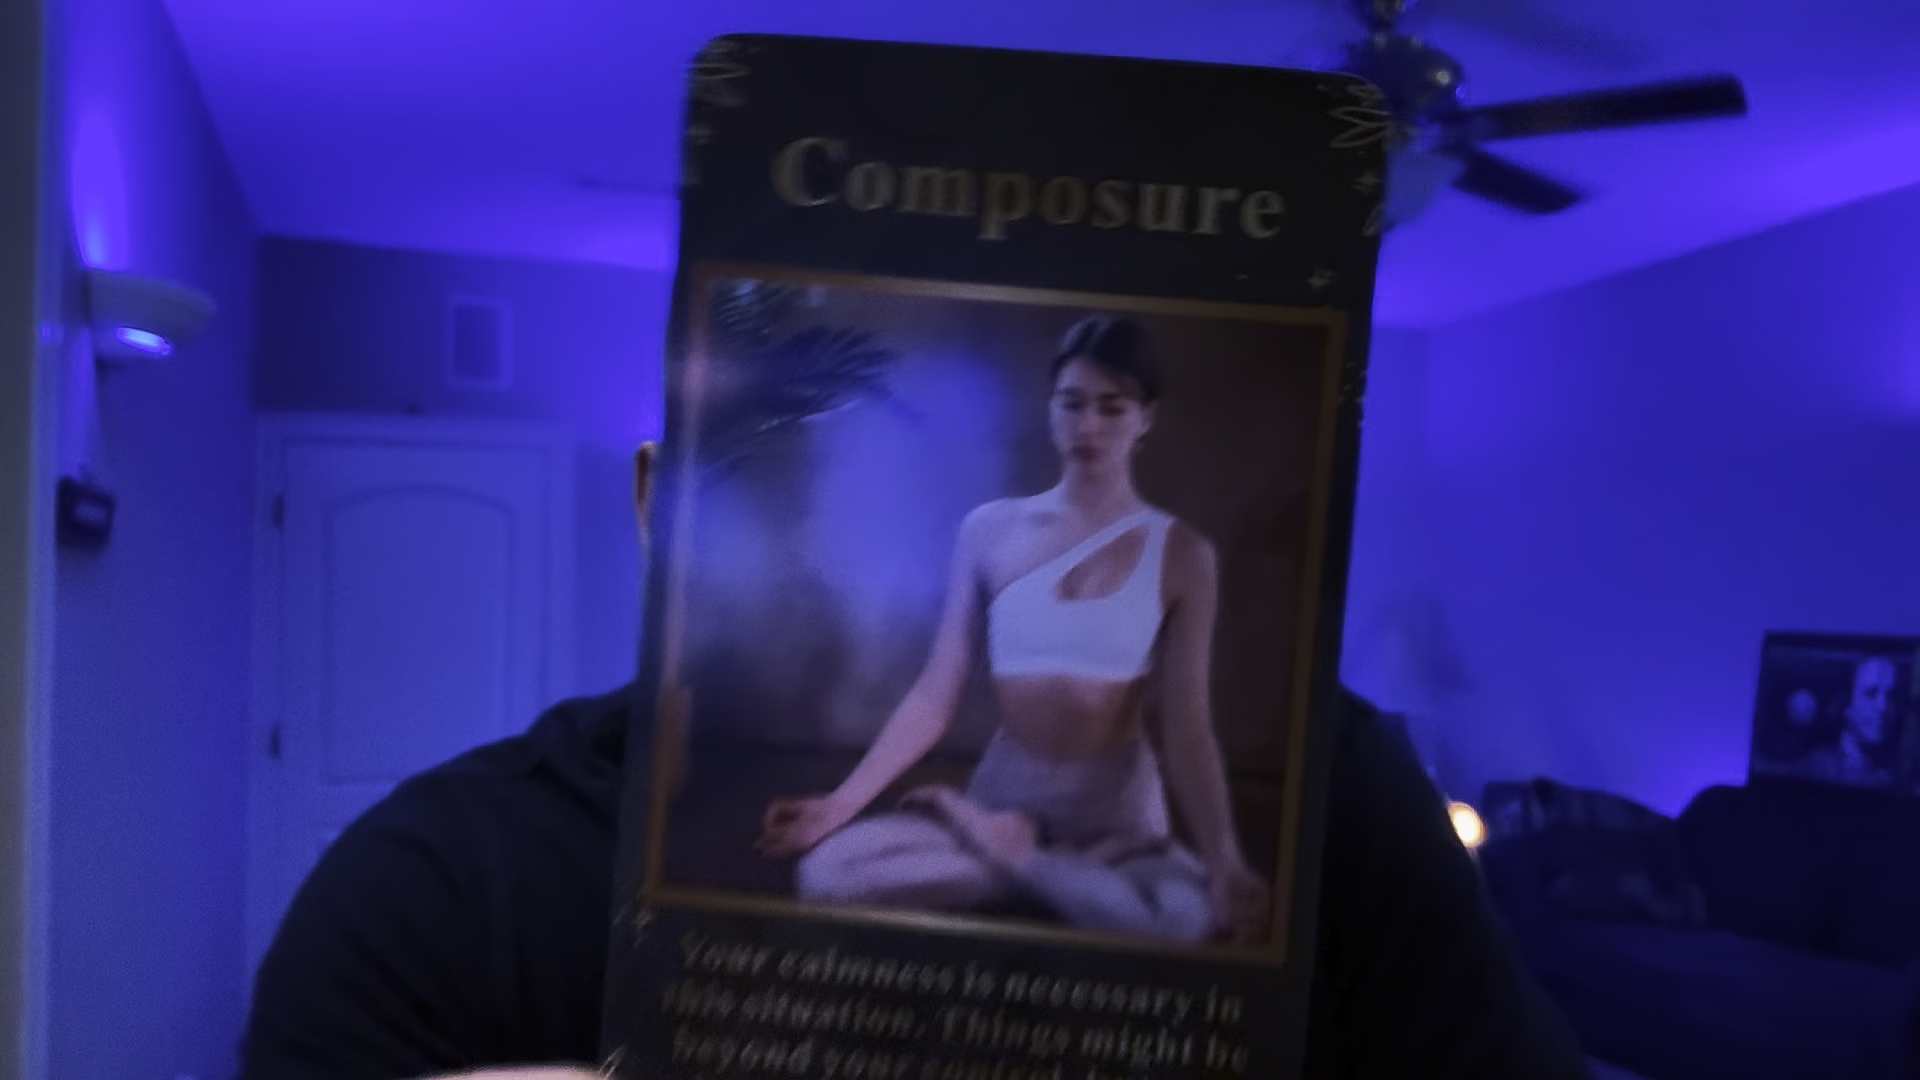 Composure
Your calmness is necessary in
this situation. Things might be
beyond your control,